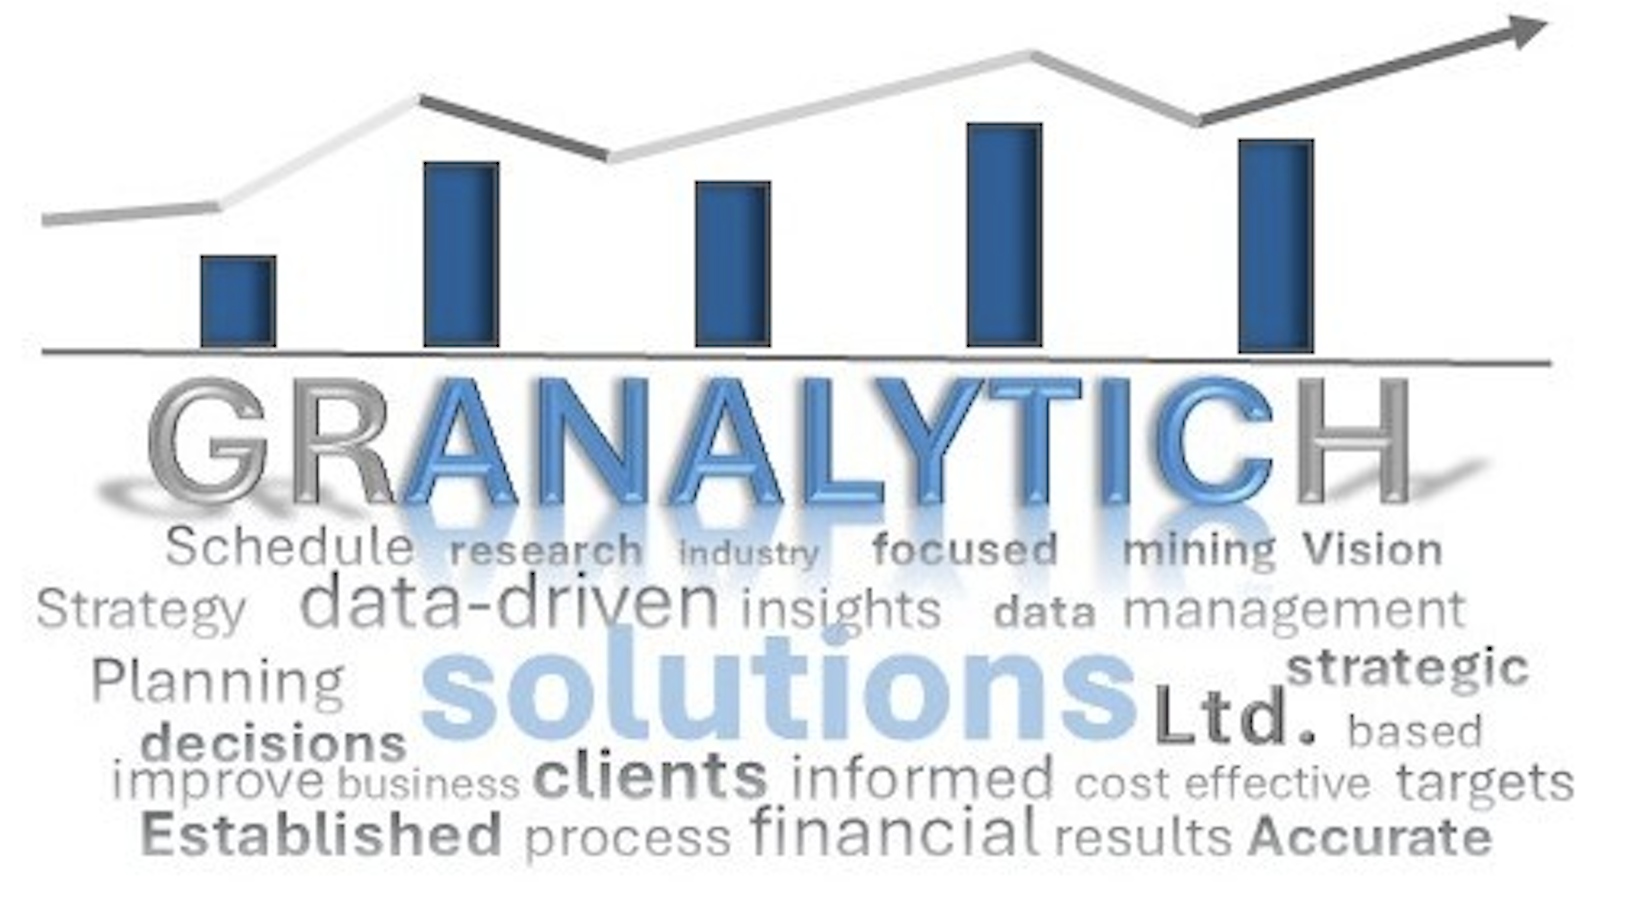 GRANALYTICH
Schedule research industry focused mining Vision
Strategy data-driven insights data management
Planning solutions Ltd. strategic
decisions based
improve business clients informed cost effective targets
Established process financial results Accurate